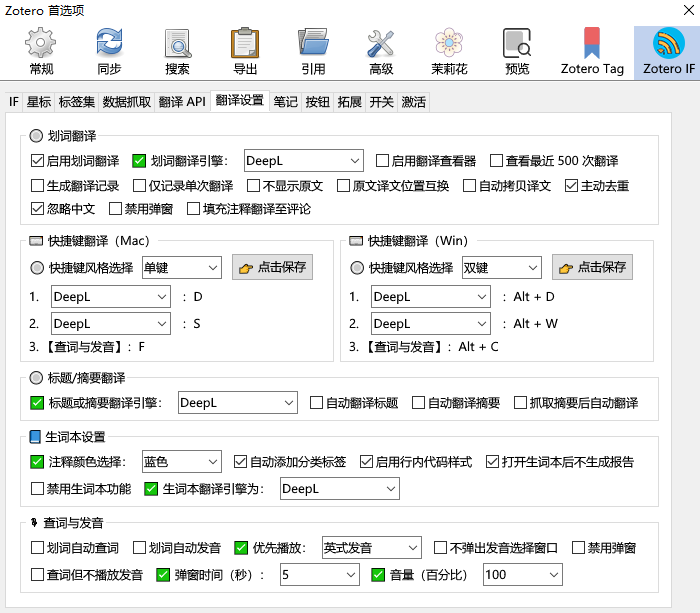 Zotero 首选项
常规 同步 搜索 导出 引用 高级 茉莉花 预览 Zotero Tag Zotero IF
IF 星标 标签集 数据抓取 翻译 API 翻译设置 笔记 按钮 拓展 开关 激活
划词翻译
启用划词翻译 划词翻译引擎： DeepL 启用翻译查看器 查看最近 500 次翻译
生成翻译记录 仅记录单次翻译 不显示原文 原文译文位置互换 自动拷贝译文 主动去重
忽略中文 禁用弹窗 填充注释翻译至评论
快捷键翻译（Mac）
快捷键风格选择 单键 点击保存
1. DeepL ：D
2. DeepL ：S
3.【查词与发音】：F
快捷键翻译（Win）
快捷键风格选择 双键 点击保存
1. DeepL ：Alt + D
2. DeepL ：Alt + W
3.【查词与发音】：Alt + C
标题/摘要翻译
标题或摘要翻译引擎： DeepL 自动翻译标题 自动翻译摘要 抓取摘要后自动翻译
生词本设置
注释颜色选择： 蓝色 自动添加分类标签 启用行内代码样式 打开生词本后不生成报告
禁用生词本功能 生词本翻译引擎为： DeepL
查词与发音
划词自动查词 划词自动发音 优先播放： 英式发音 不弹出发音选择窗口 禁用弹窗
查词但不播放发音 弹窗时间（秒）： 5 音量（百分比） 100